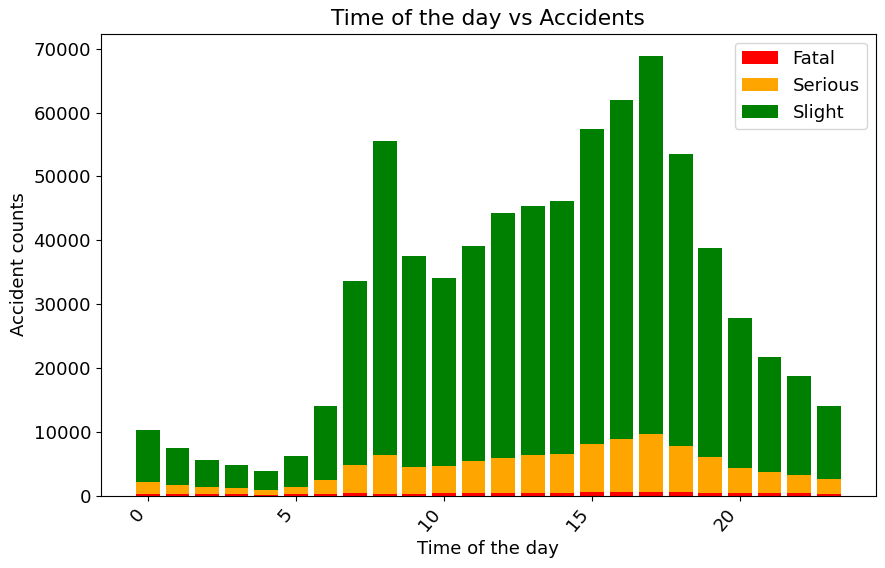 Time of the day vs Accidents
Fatal
Serious
Slight
Accident counts
70000
60000
50000
40000
30000
20000
10000
0
0
5
10
15
20
Time of the day